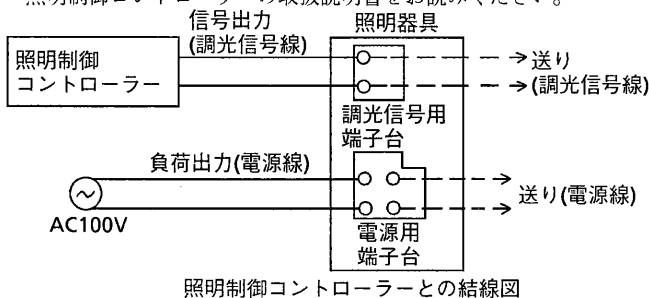 照明制御コントローラーの取扱説明書をお読みください。
信号出力
(調光信号線)
照明器具
照明制御
コントローラー
送り
(調光信号線)
調光信号用
端子台
負荷出力(電源線)
AC100V
送り(電源線)
電源用
端子台
照明制御コントローラーとの結線図